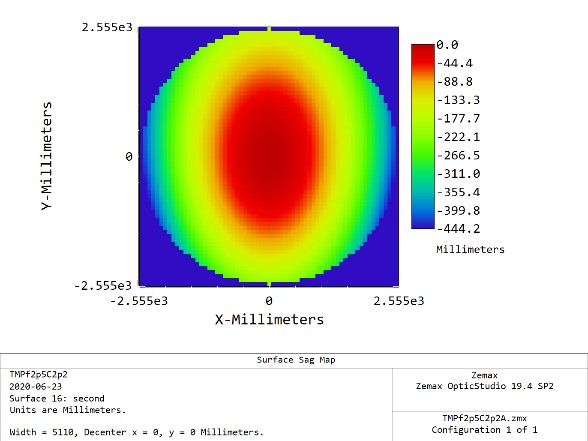 2.555e3
0
-2.555e3
Y-Millimeters
-2.555e3 0 2.555e3
X-Millimeters
0.0
-44.4
-88.8
-133.3
-177.7
-222.1
-266.5
-311.0
-355.4
-399.8
-444.2
Millimeters
Surface Sag Map
TMPf2p5C2p2
2020-06-23
Surface 16: second
Units are Millimeters.
Width = 5110, Decenter x = 0, y = 0 Millimeters.
Zemax
Zemax OpticStudio 19.4 SP2
TMPf2p5C2p2A.zmx
Configuration 1 of 1